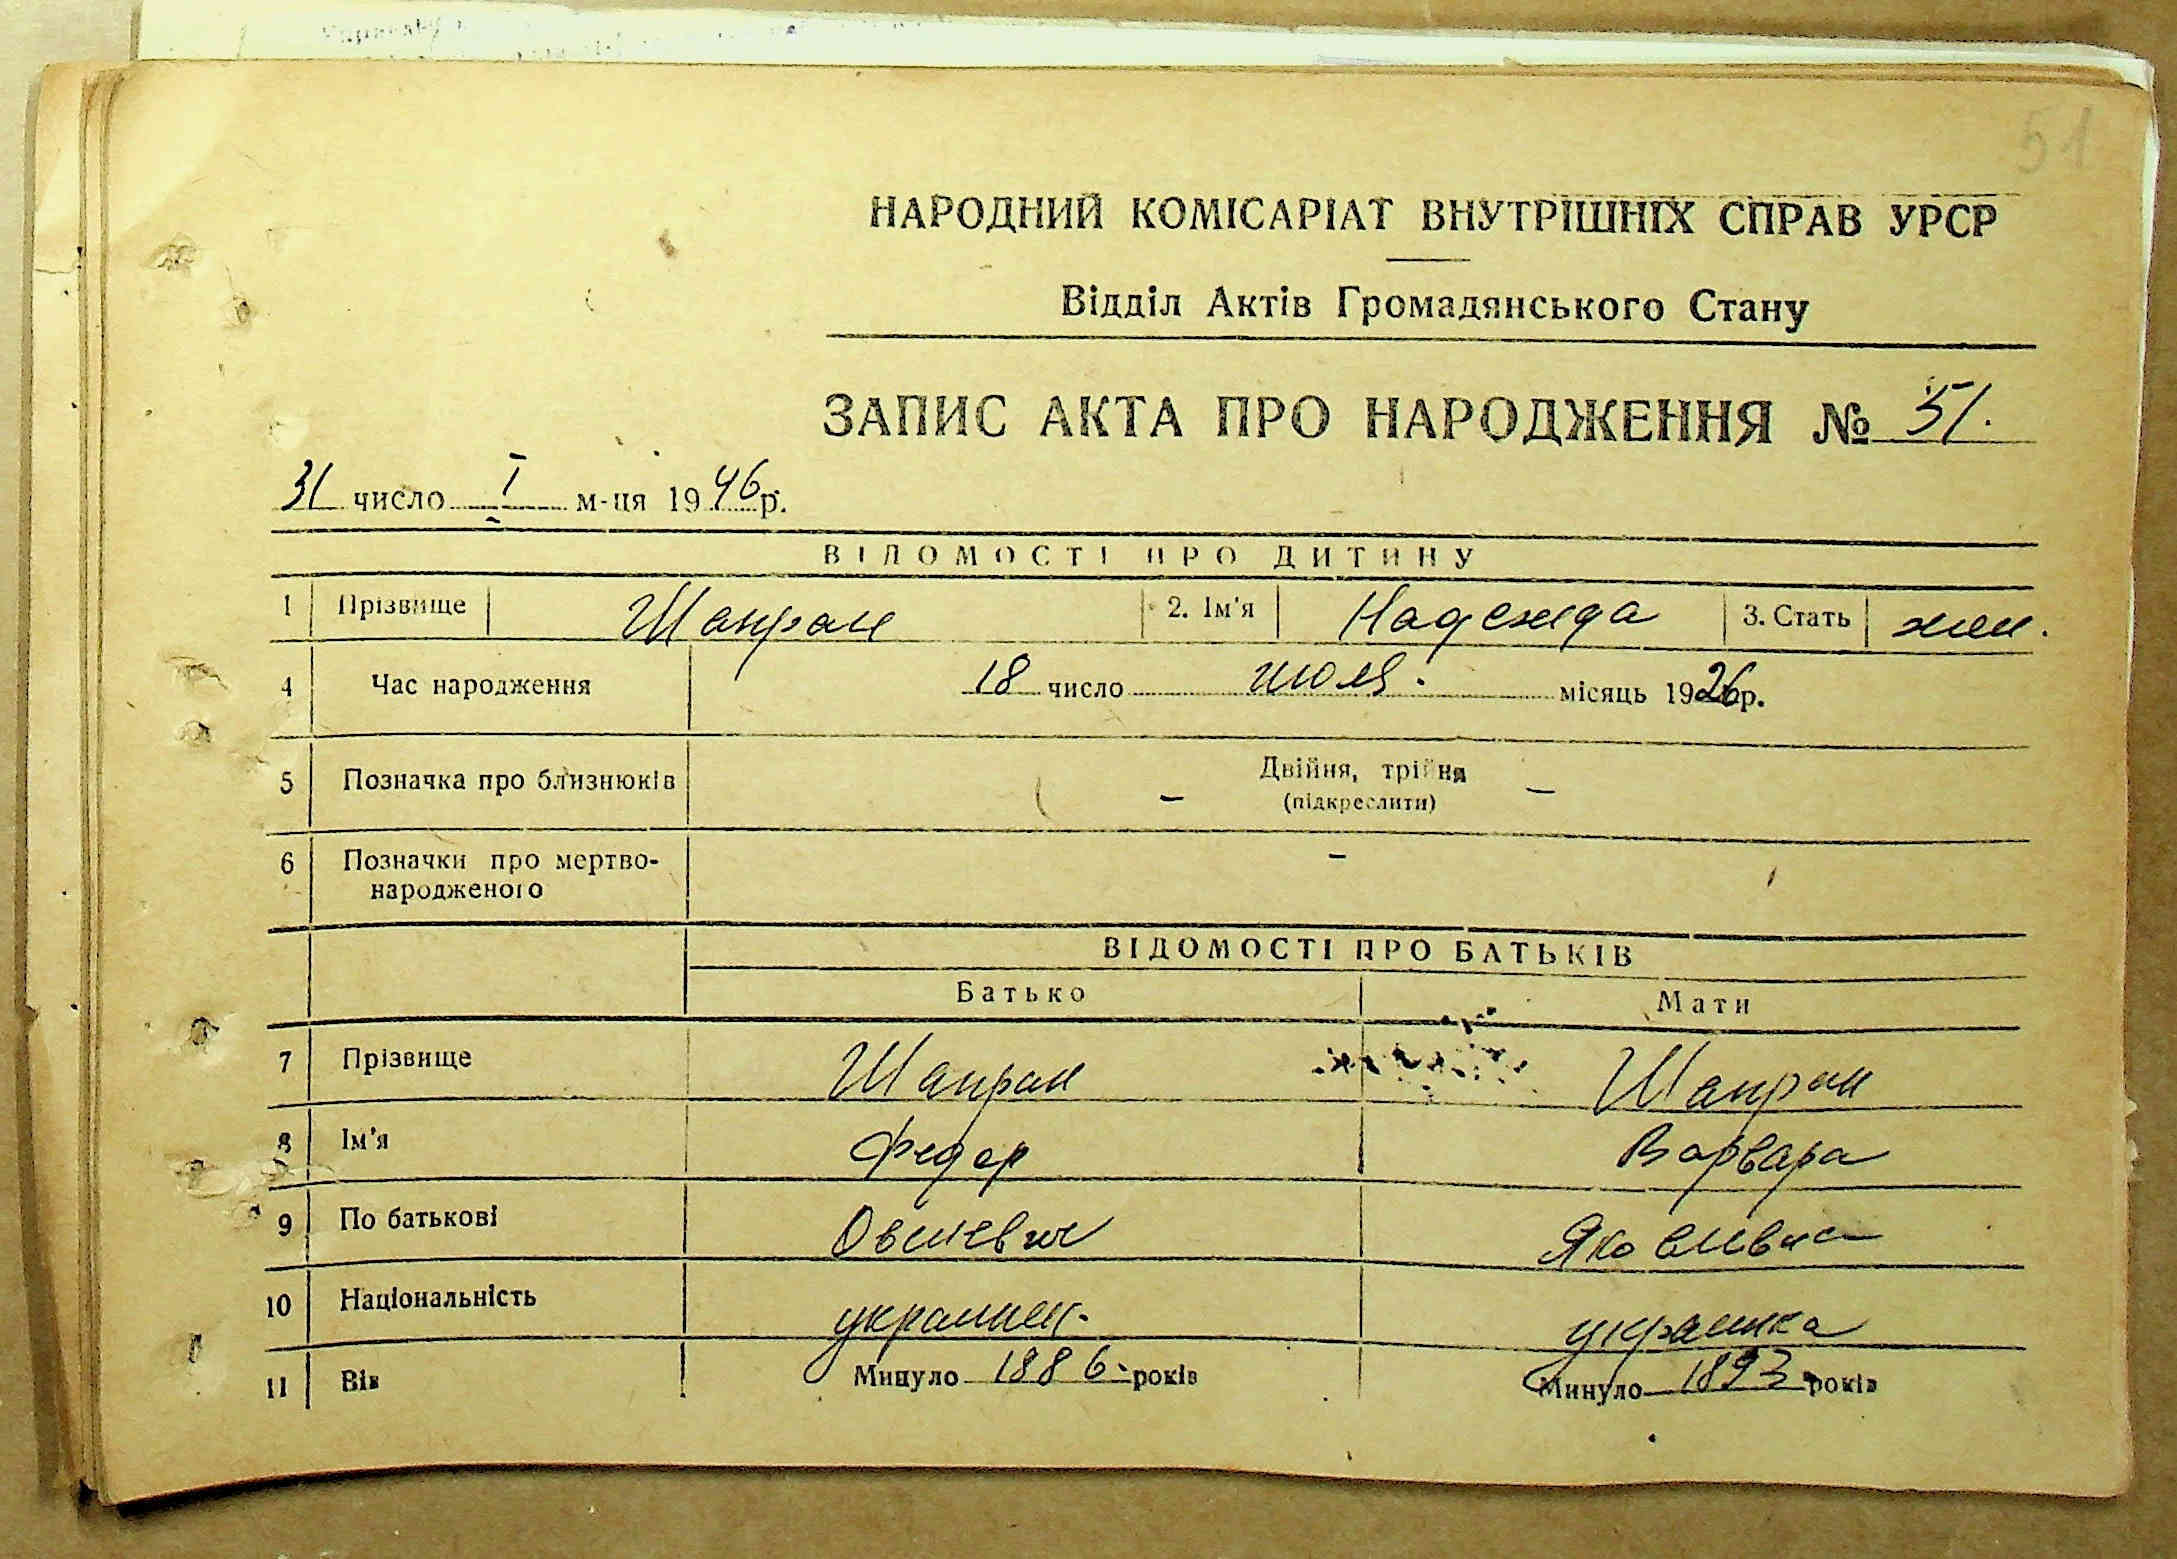 51
НАРОДНИЙ КОМІСАРІАТ ВНУТРІШНІХ СПРАВ УРСР
Відділ Актів Громадянського Стану
ЗАПИС АКТА ПРО НАРОДЖЕННЯ № 51.
31 число I м-ця 1946 р.
ВІДОМОСТІ ПРО ДИТИНУ
1 Прізвище Шапран 2. Ім'я Надежда 3. Стать жен.
4 Час народження 18 число июля. місяць 1926 р.
5 Позначка про близнюків — Двійня, трійня —
(підкреслити)
6 Позначки про мертво- —
народженого
ВІДОМОСТІ ПРО БАТЬКІВ
Батько Мати
7 Прізвище Шапран Шапран
8 Ім'я Федор Варвара
9 По батькові Яковливна
10 Національність украинец. украинка
11 Вік Минуло 1886 років Минуло 1893 років